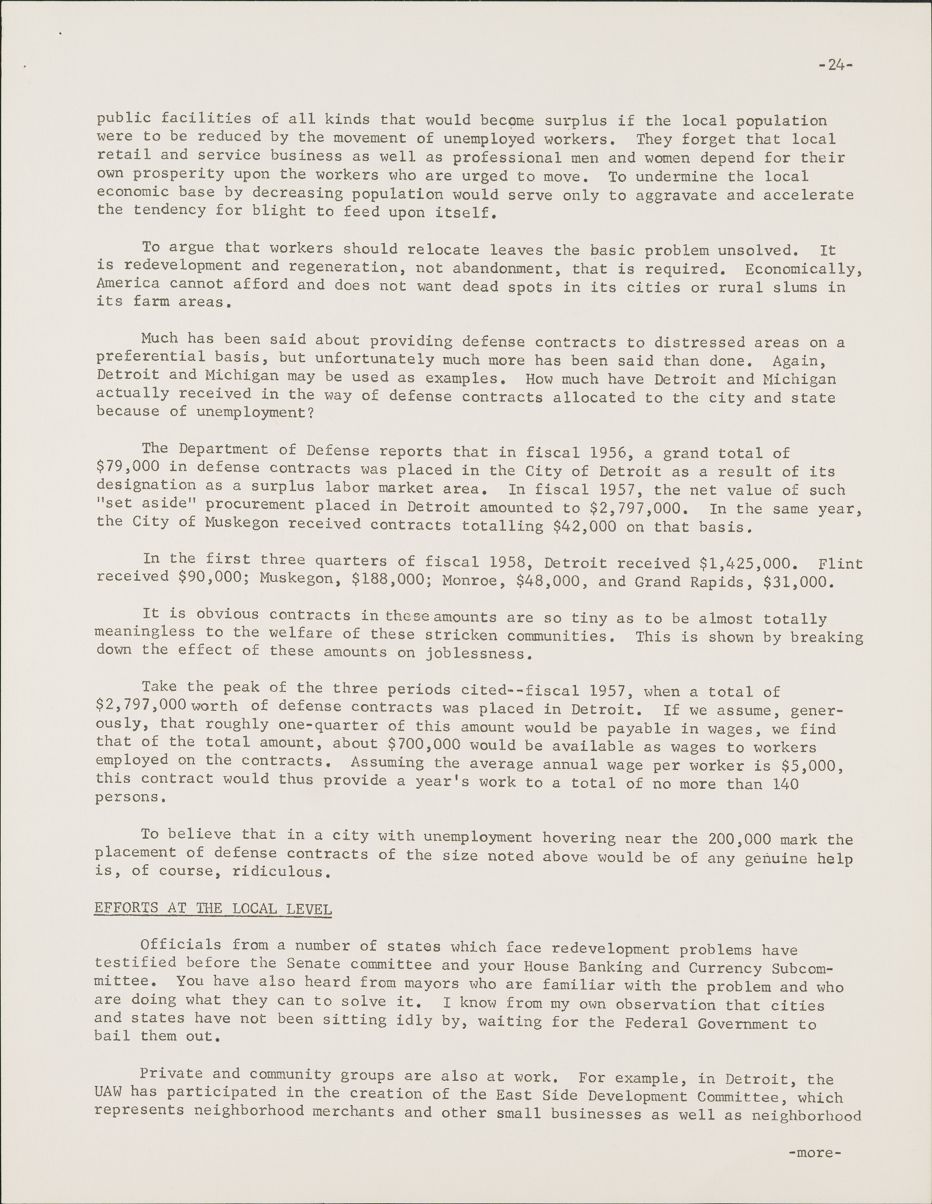 -24-
public facilities of all kinds that would become surplus if the local population
were to be reduced by the movement of unemployed workers. They forget that local
retail and service business as well as professional men and women depend for their
own prosperity upon the workers who are urged to move. To undermine the local
economic base by decreasing population would serve only to aggravate and accelerate
the tendency for blight to feed upon itself.
To argue that workers should relocate leaves the basic problem unsolved. It
is redevelopment and regeneration, not abandonment, that is required. Economically,
America cannot afford and does not want dead spots in its cities or rural slums in
its farm areas.
Much has been said about providing defense contracts to distressed areas on a
preferential basis, but unfortunately much more has been said than done. Again,
Detroit and Michigan may be used as examples. How much have Detroit and Michigan
actually received in the way of defense contracts allocated to the city and state
because of unemployment?
The Department of Defense reports that in fiscal 1956, a grand total of
$79,000 in defense contracts was placed in the City of Detroit as a result of its
designation as a surplus labor market area. In fiscal 1957, the net value of such
"set aside" procurement placed in Detroit amounted to $2,797,000. In the same year,
the City of Muskegon received contracts totalling $42,000 on that basis.
In the first three quarters of fiscal 1958, Detroit received $1,425,000. Flint
received $90,000; Muskegon, $188,000; Monroe, $48,000, and Grand Rapids, $31,000.
It is obvious contracts in these amounts are so tiny as to be almost totally
meaningless to the welfare of these stricken communities. This is shown by breaking
down the effect of these amounts on joblessness.
Take the peak of the three periods cited--fiscal 1957, when a total of
$2,797,000 worth of defense contracts was placed in Detroit. If we assume, gener-
ously, that roughly one-quarter of this amount would be payable in wages, we find
that of the total amount, about $700,000 would be available as wages to workers
employed on the contracts. Assuming the average annual wage per worker is $5,000,
this contract would thus provide a year's work to a total of no more than 140
persons.
To believe that in a city with unemployment hovering near the 200,000 mark the
placement of defense contracts of the size noted above would be of any genuine help
is, of course, ridiculous.
EFFORTS AT THE LOCAL LEVEL
Officials from a number of states which face redevelopment problems have
testified before the Senate committee and your House Banking and Currency Subcom-
mittee. You have also heard from mayors who are familiar with the problem and who
are doing what they can to solve it. I know from my own observation that cities
and states have not been sitting idly by, waiting for the Federal Government to
bail them out.
Private and community groups are also at work. For example, in Detroit, the
UAW has participated in the creation of the East Side Development Committee, which
represents neighborhood merchants and other small businesses as well as neighborhood
-more-